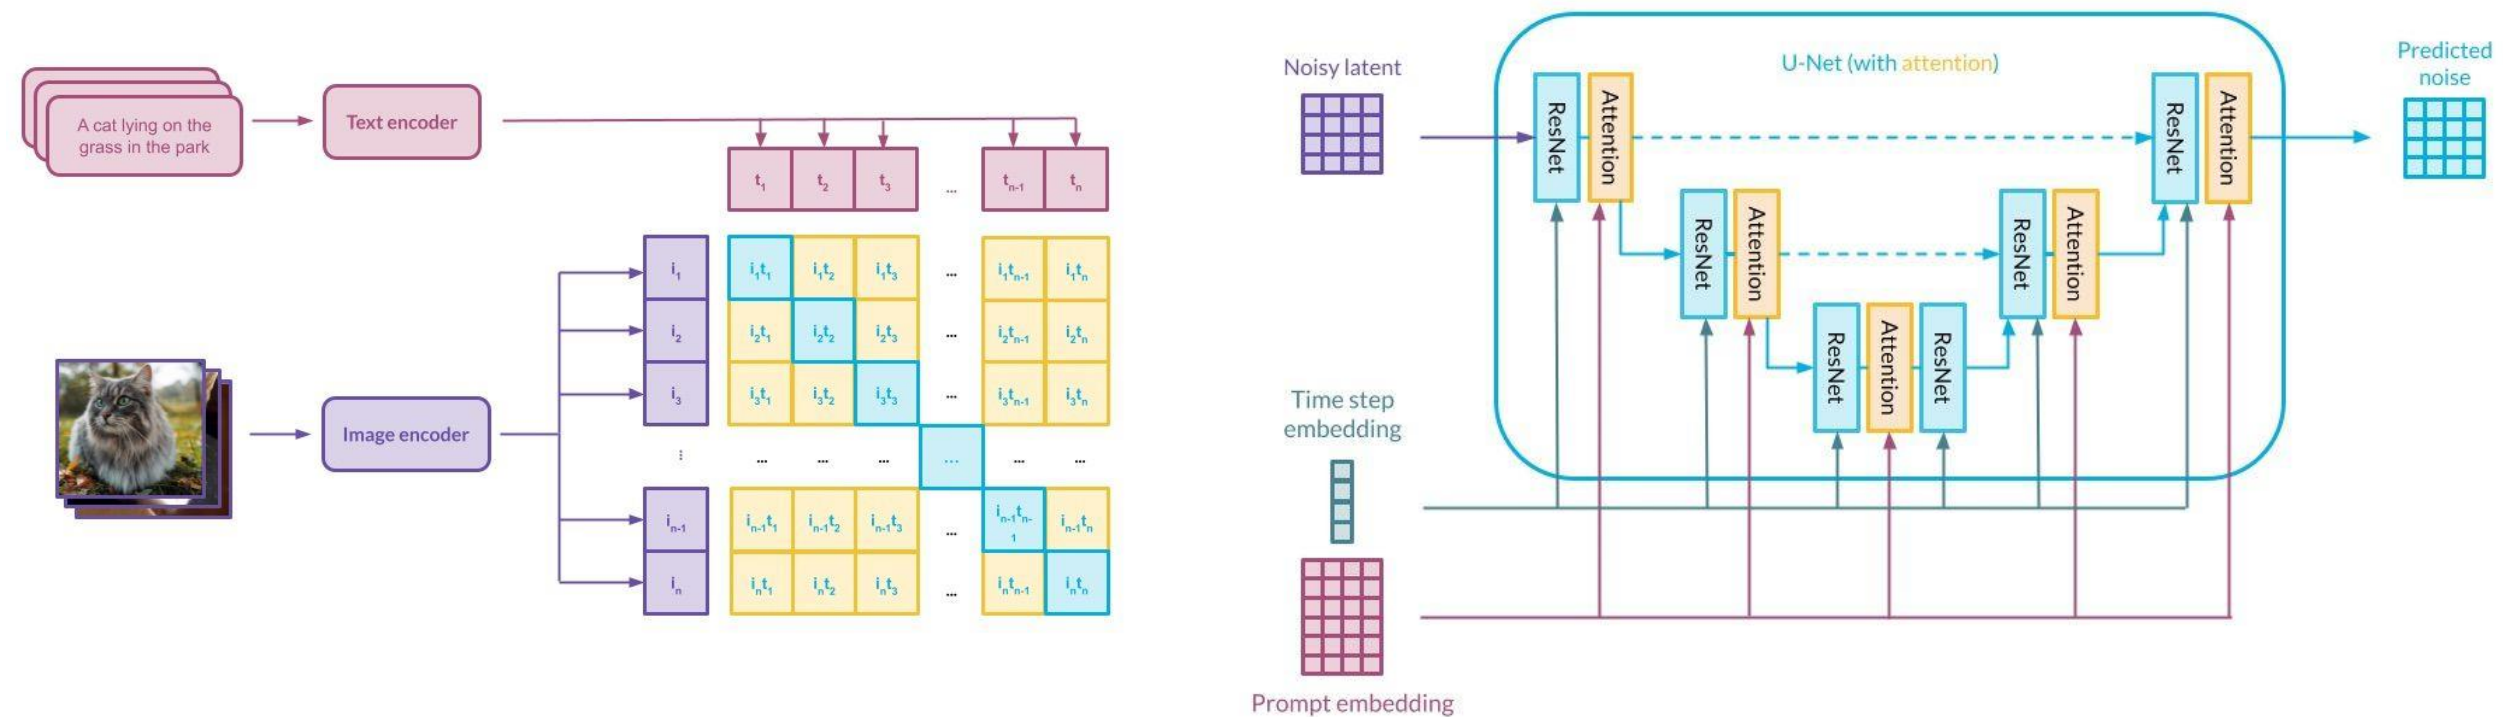 A cat lying on the
grass in the park
Text encoder
t1 t2 t3 ... tn-1 tn
Image encoder
i1 i1t1 i1t2 i1t3 ... i1tn-1 i1tn
i2 i2t1 i2t2 i2t3 ... i2tn-1 i2tn
i3 i3t1 i3t2 i3t3 ... i3tn-1 i3tn
... ... ... ... ... ... ...
in-1 in-1t1 in-1t2 in-1t3 ... in-1tn-1 in-1tn
in int1 int2 int3 ... intn-1 intn
Noisy latent
Time step
embedding
Prompt embedding
U-Net (with attention)
ResNet
Attention
ResNet
Attention
ResNet
Attention
ResNet
ResNet
Attention
ResNet
Attention
Predicted
noise